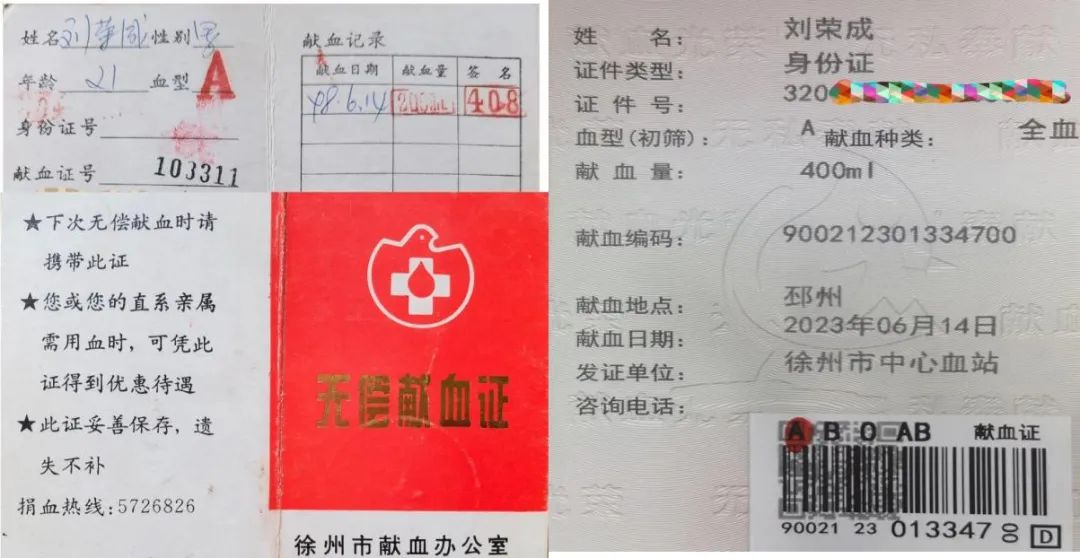 姓名 刘荣成 性别 男
年龄 21 血型 A
身份证号
献血证号 103311
献血记录
献血日期 献血量 签名
98.6.14 200mL 408
★下次无偿献血时请
携带此证
★您或您的直系亲属
需用血时，可凭此
证得到优惠待遇
★此证妥善保存，遗
失不补
捐血热线:5726826
无偿献血证
徐州市献血办公室
姓 名： 刘荣成
证件类型： 身份证
证 件 号： 320
血型(初筛)： A 献血种类： 全血
献 血 量： 400ml
献血编码： 900212301334700
献血地点： 邳州
献血日期： 2023年06月14日
发证单位： 徐州市中心血站
咨询电话：
A B O AB 献血证
90021 23 013347 00 D